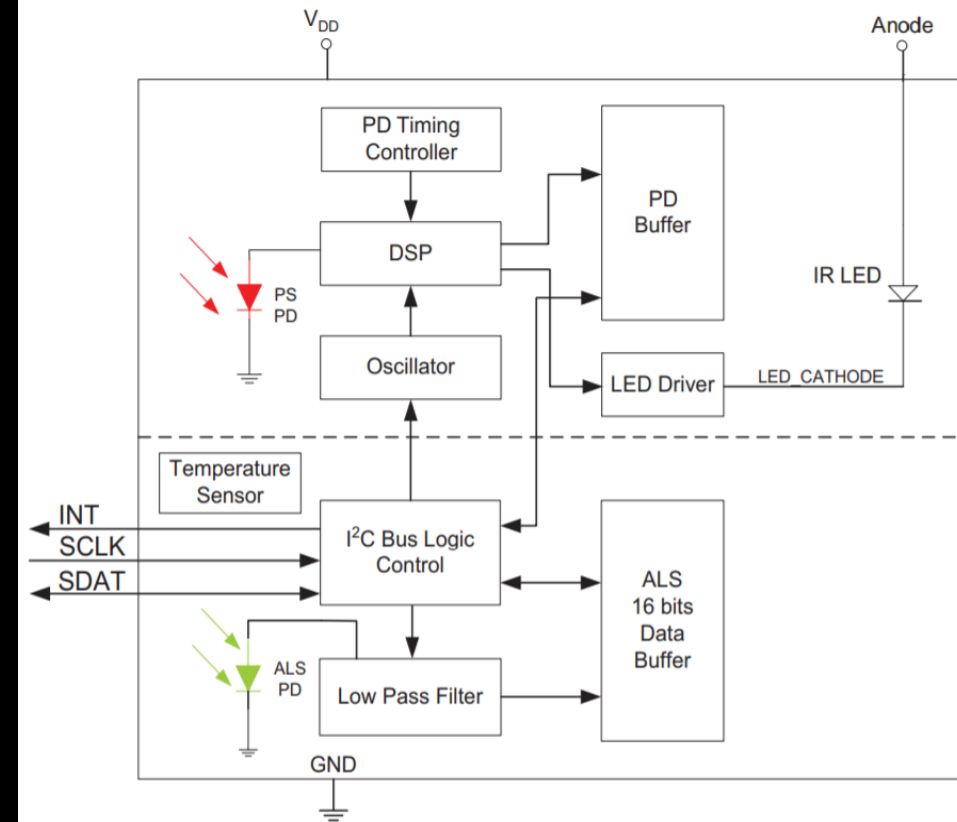 V_DD
Anode
PD Timing
Controller
PD
Buffer
DSP
IR LED
PS
PD
Oscillator
LED Driver
LED_CATHODE
Temperature
Sensor
INT
SCLK
SDAT
I²C Bus Logic
Control
ALS
16 bits
Data
Buffer
ALS
PD
Low Pass Filter
GND